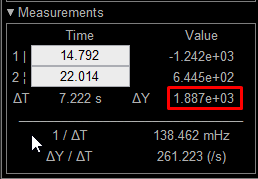 ▼ Measurements
Time Value
1 | 14.792 -1.242e+03
2 ¦ 22.014 6.445e+02
ΔT 7.222 s ΔY 1.887e+03
1 / ΔT 138.462 mHz
ΔY / ΔT 261.223 (/s)